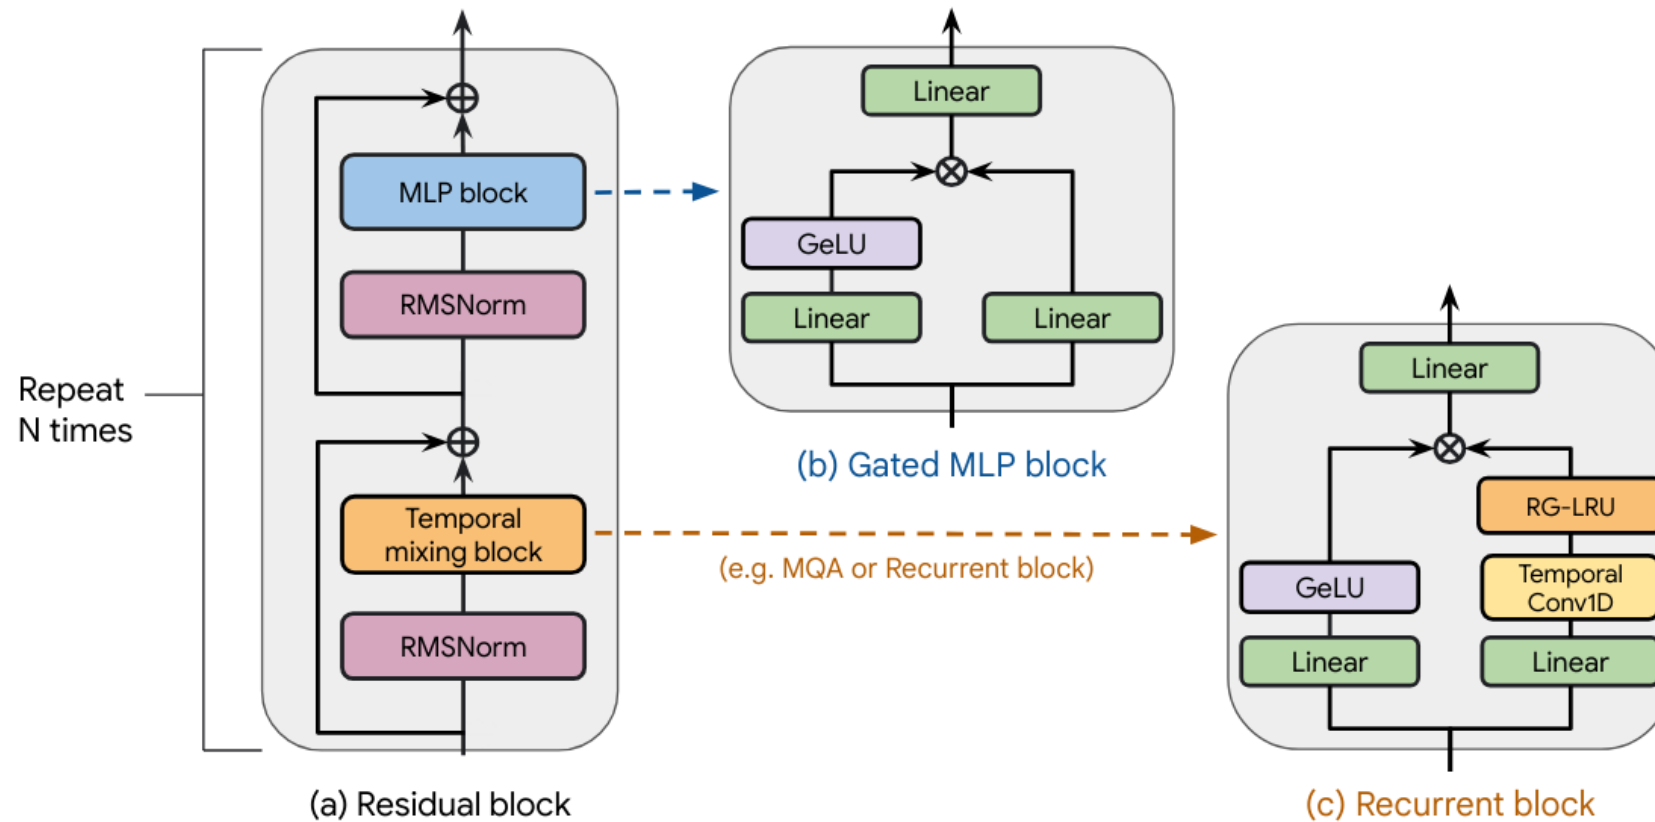 Repeat
N times
MLP block
RMSNorm
Temporal
mixing block
RMSNorm
(a) Residual block
Linear
GeLU
Linear
Linear
(b) Gated MLP block
(e.g. MQA or Recurrent block)
Linear
RG-LRU
GeLU
Temporal
Conv1D
Linear
Linear
(c) Recurrent block